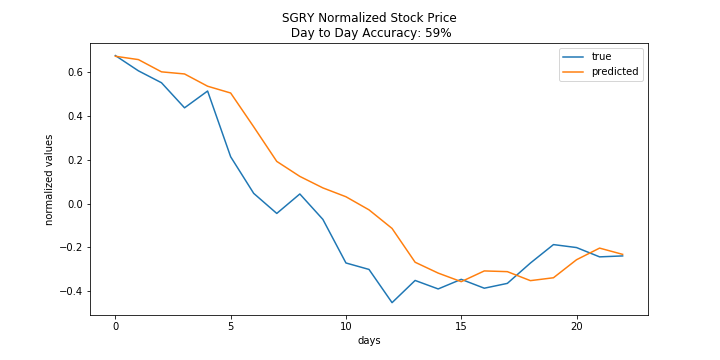 SGRY Normalized Stock Price
Day to Day Accuracy: 59%
true
predicted
normalized values
0.6
0.4
0.2
0.0
−0.2
−0.4
0
5
10
15
20
days